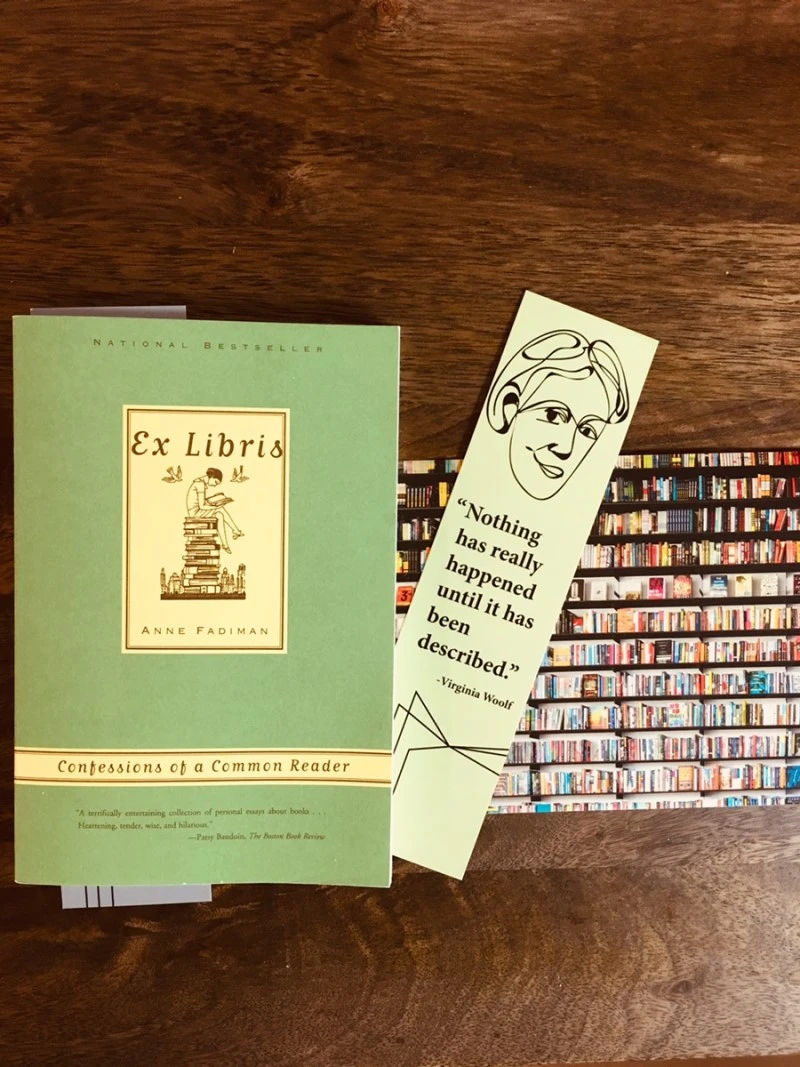 NATIONAL BESTSELLER
Ex Libris
ANNE FADIMAN
Confessions of a Common Reader
"A terrifically entertaining collection of personal essays about books . . .
Heartening, tender, wise, and hilarious."
—Patsy Baudoin, The Boston Book Review
“Nothing
has really
happened
until it has
been
described.”
-Virginia Woolf
3